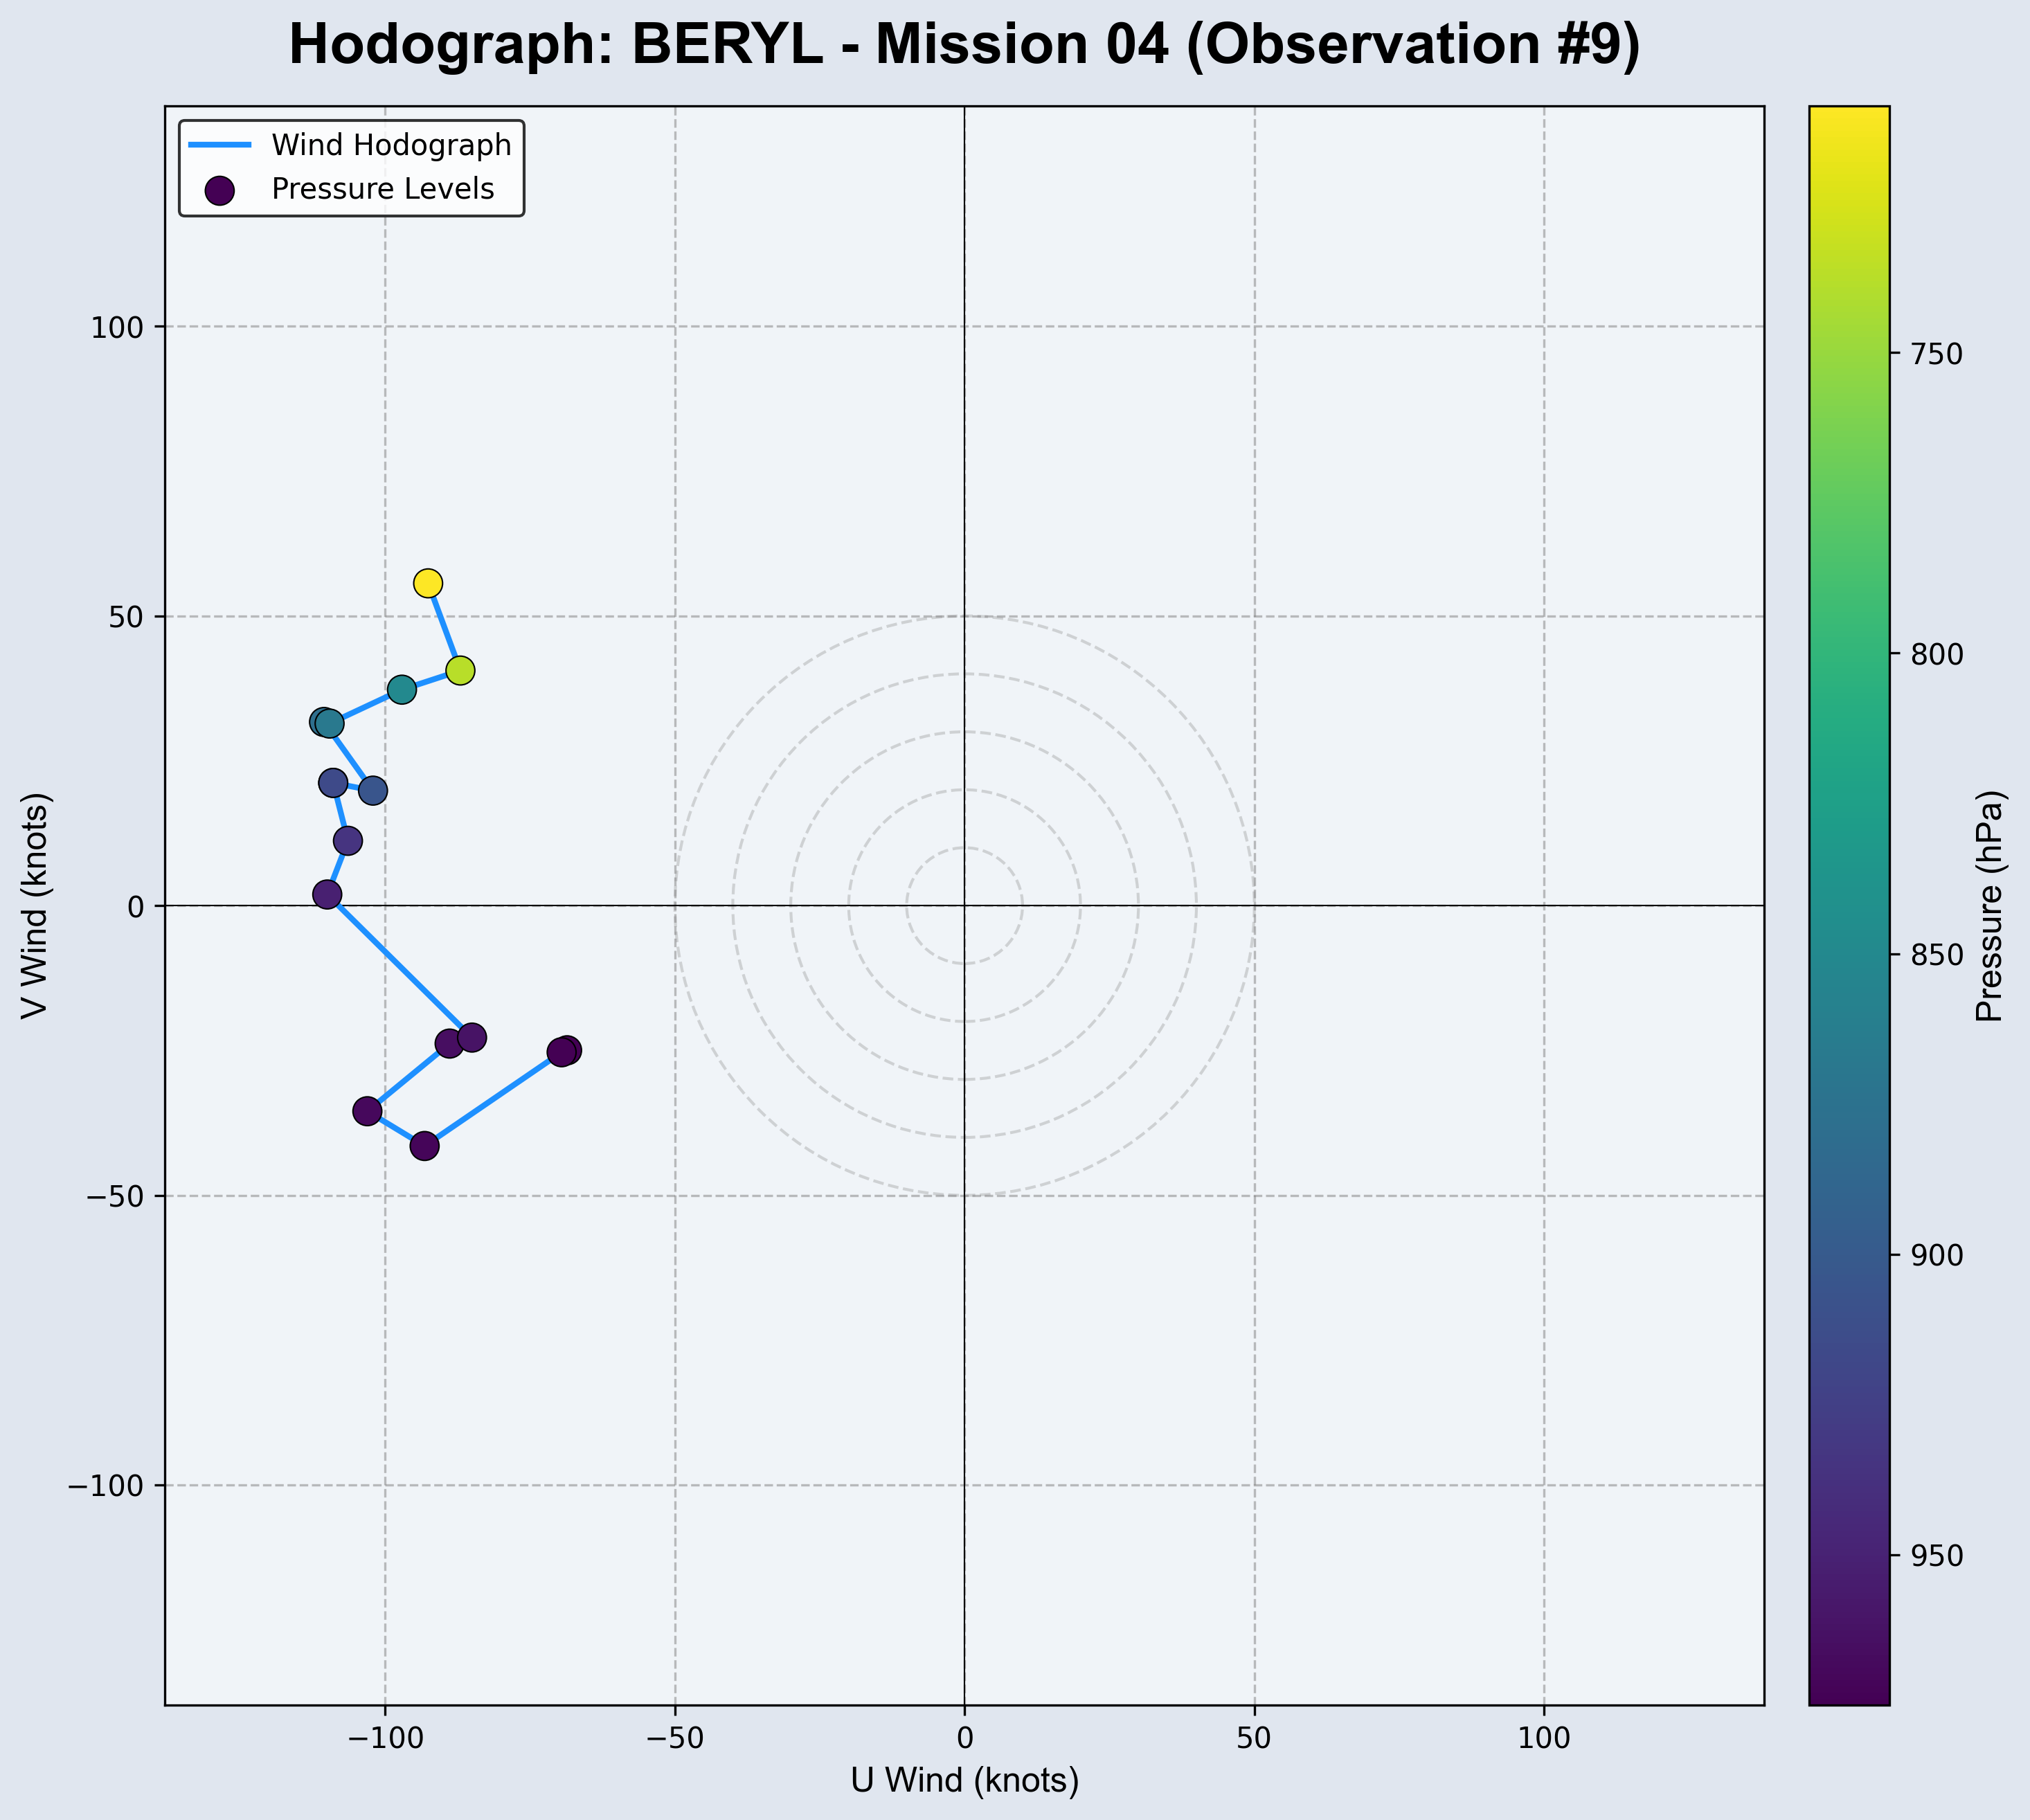 Hodograph: BERYL - Mission 04 (Observation #9)
Wind Hodograph
Pressure Levels
V Wind (knots)
100
50
0
−50
−100
−100
−50
0
50
100
U Wind (knots)
750
800
850
900
950
Pressure (hPa)